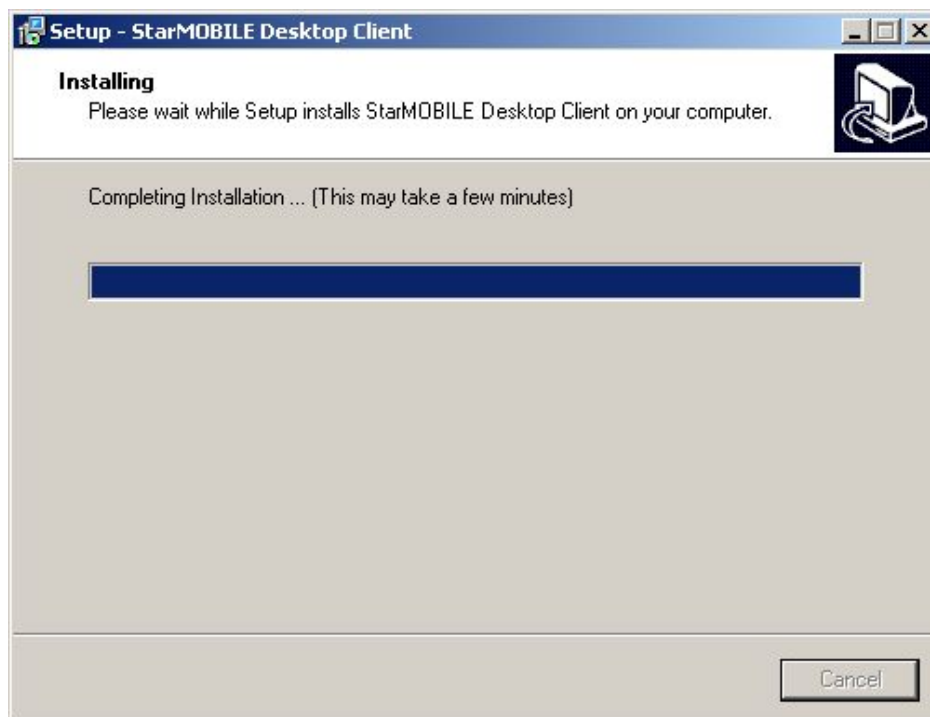 Setup - StarMOBILE Desktop Client
Installing
Please wait while Setup installs StarMOBILE Desktop Client on your computer.
Completing Installation ... (This may take a few minutes)
Cancel